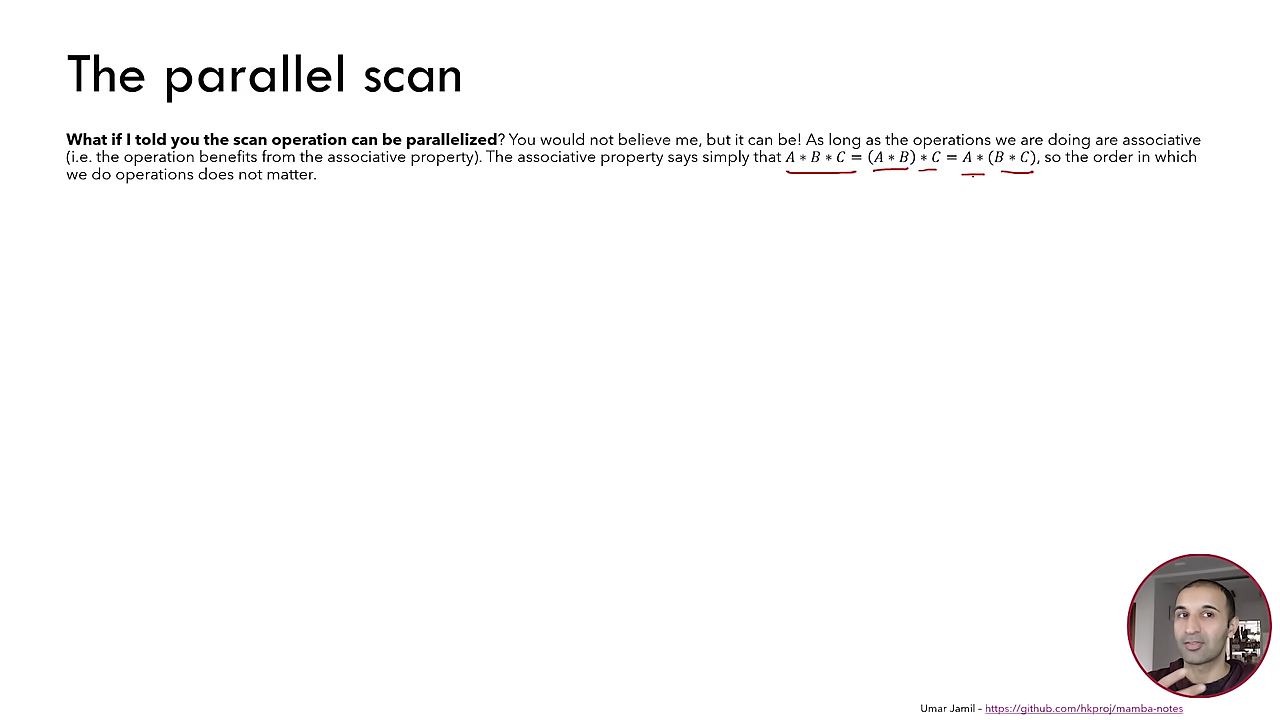 The parallel scan
What if I told you the scan operation can be parallelized? You would not believe me, but it can be! As long as the operations we are doing are associative
(i.e. the operation benefits from the associative property). The associative property says simply that A ∗ B ∗ C = (A ∗ B) ∗ C = A ∗ (B ∗ C), so the order in which
we do operations does not matter.
Umar Jamil – https://github.com/hkproj/mamba-notes